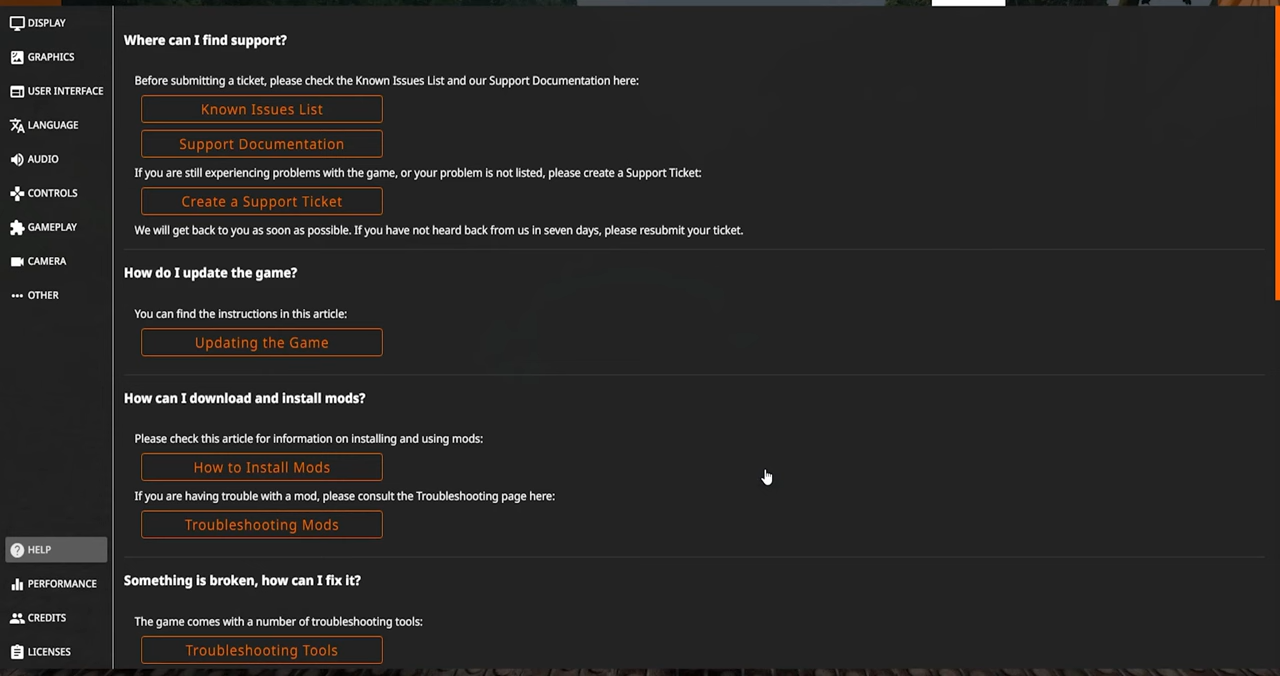 DISPLAY
GRAPHICS
USER INTERFACE
LANGUAGE
AUDIO
CONTROLS
GAMEPLAY
CAMERA
OTHER
HELP
PERFORMANCE
CREDITS
LICENSES
Where can I find support?
Before submitting a ticket, please check the Known Issues List and our Support Documentation here:
Known Issues List
Support Documentation
If you are still experiencing problems with the game, or your problem is not listed, please create a Support Ticket:
Create a Support Ticket
We will get back to you as soon as possible. If you have not heard back from us in seven days, please resubmit your ticket.
How do I update the game?
You can find the instructions in this article:
Updating the Game
How can I download and install mods?
Please check this article for information on installing and using mods:
How to Install Mods
If you are having trouble with a mod, please consult the Troubleshooting page here:
Troubleshooting Mods
Something is broken, how can I fix it?
The game comes with a number of troubleshooting tools:
Troubleshooting Tools